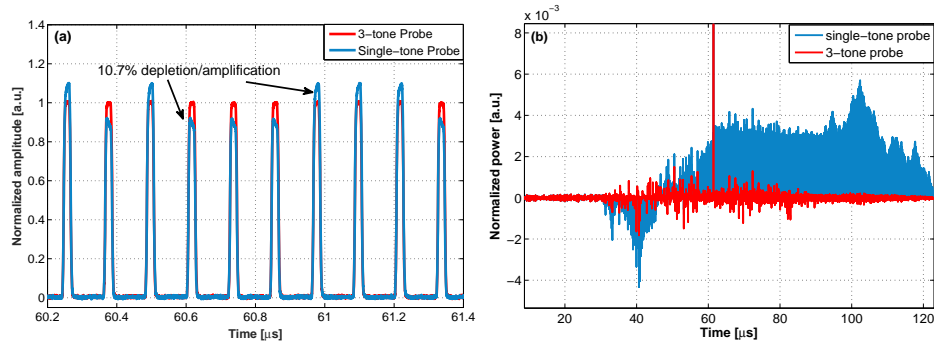 (a)
3-tone Probe
Single-tone Probe
10.7% depletion/amplification
Normalized amplitude [a.u.]
1.4
1.2
1
0.8
0.6
0.4
0.2
0
60.2 60.4 60.6 60.8 61 61.2 61.4
Time [μs]
x 10⁻³
(b)
single-tone probe
3-tone probe
Normalized power [a.u.]
8
6
4
2
0
−2
−4
20 40 60 80 100 120
Time [μs]